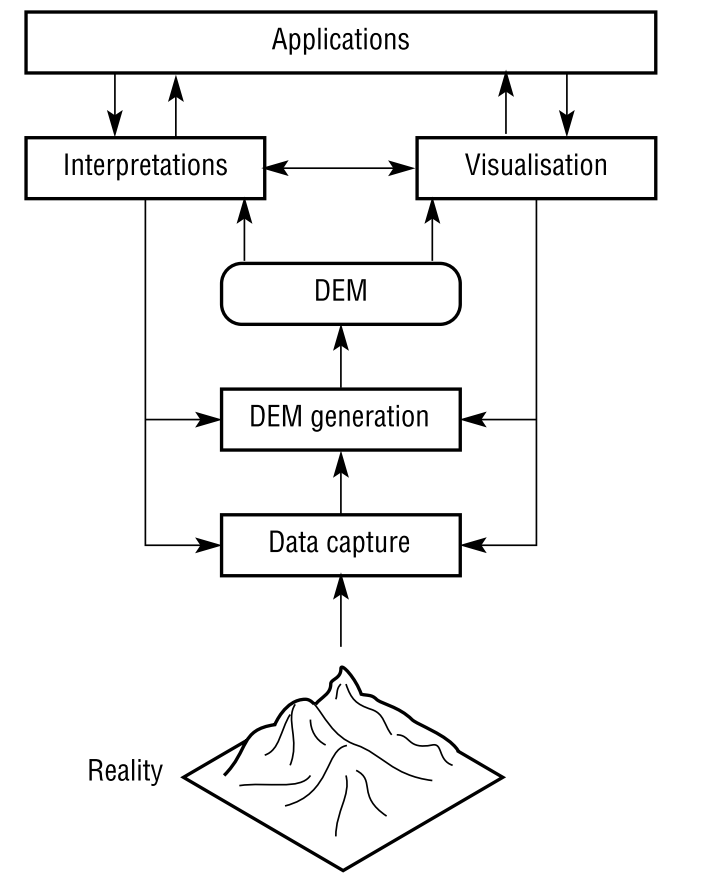 Applications
Interpretations
Visualisation
DEM
DEM generation
Data capture
Reality